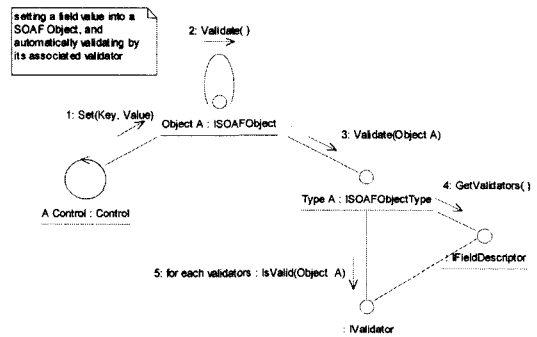 setting a field value into a
SOAF Object, and
automatically validating by
its associated validator
2: Validate( )
1: Set(Key, Value)
Object A : ISOAFObject
3: Validate(Object A)
A Control : Control
Type A : ISOAFObjectType
4: GetValidators( )
: IFieldDescriptor
5: for each validators : IsValid(Object A)
: IValidator